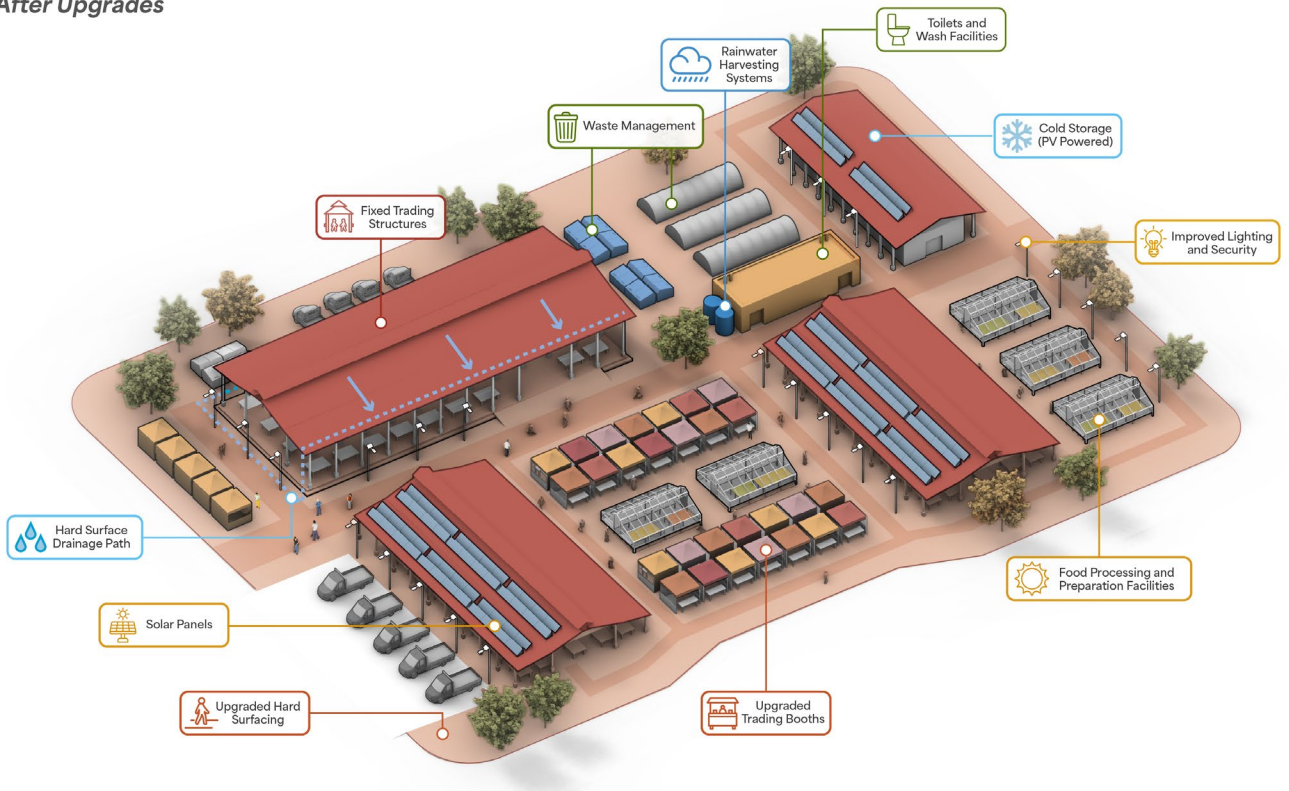 After Upgrades
Toilets and
Wash Facilities
Rainwater
Harvesting
Systems
Waste Management
Cold Storage
(PV Powered)
Fixed Trading
Structures
Improved Lighting
and Security
Hard Surface
Drainage Path
Food Processing and
Preparation Facilities
Solar Panels
Upgraded Hard
Surfacing
Upgraded
Trading Booths